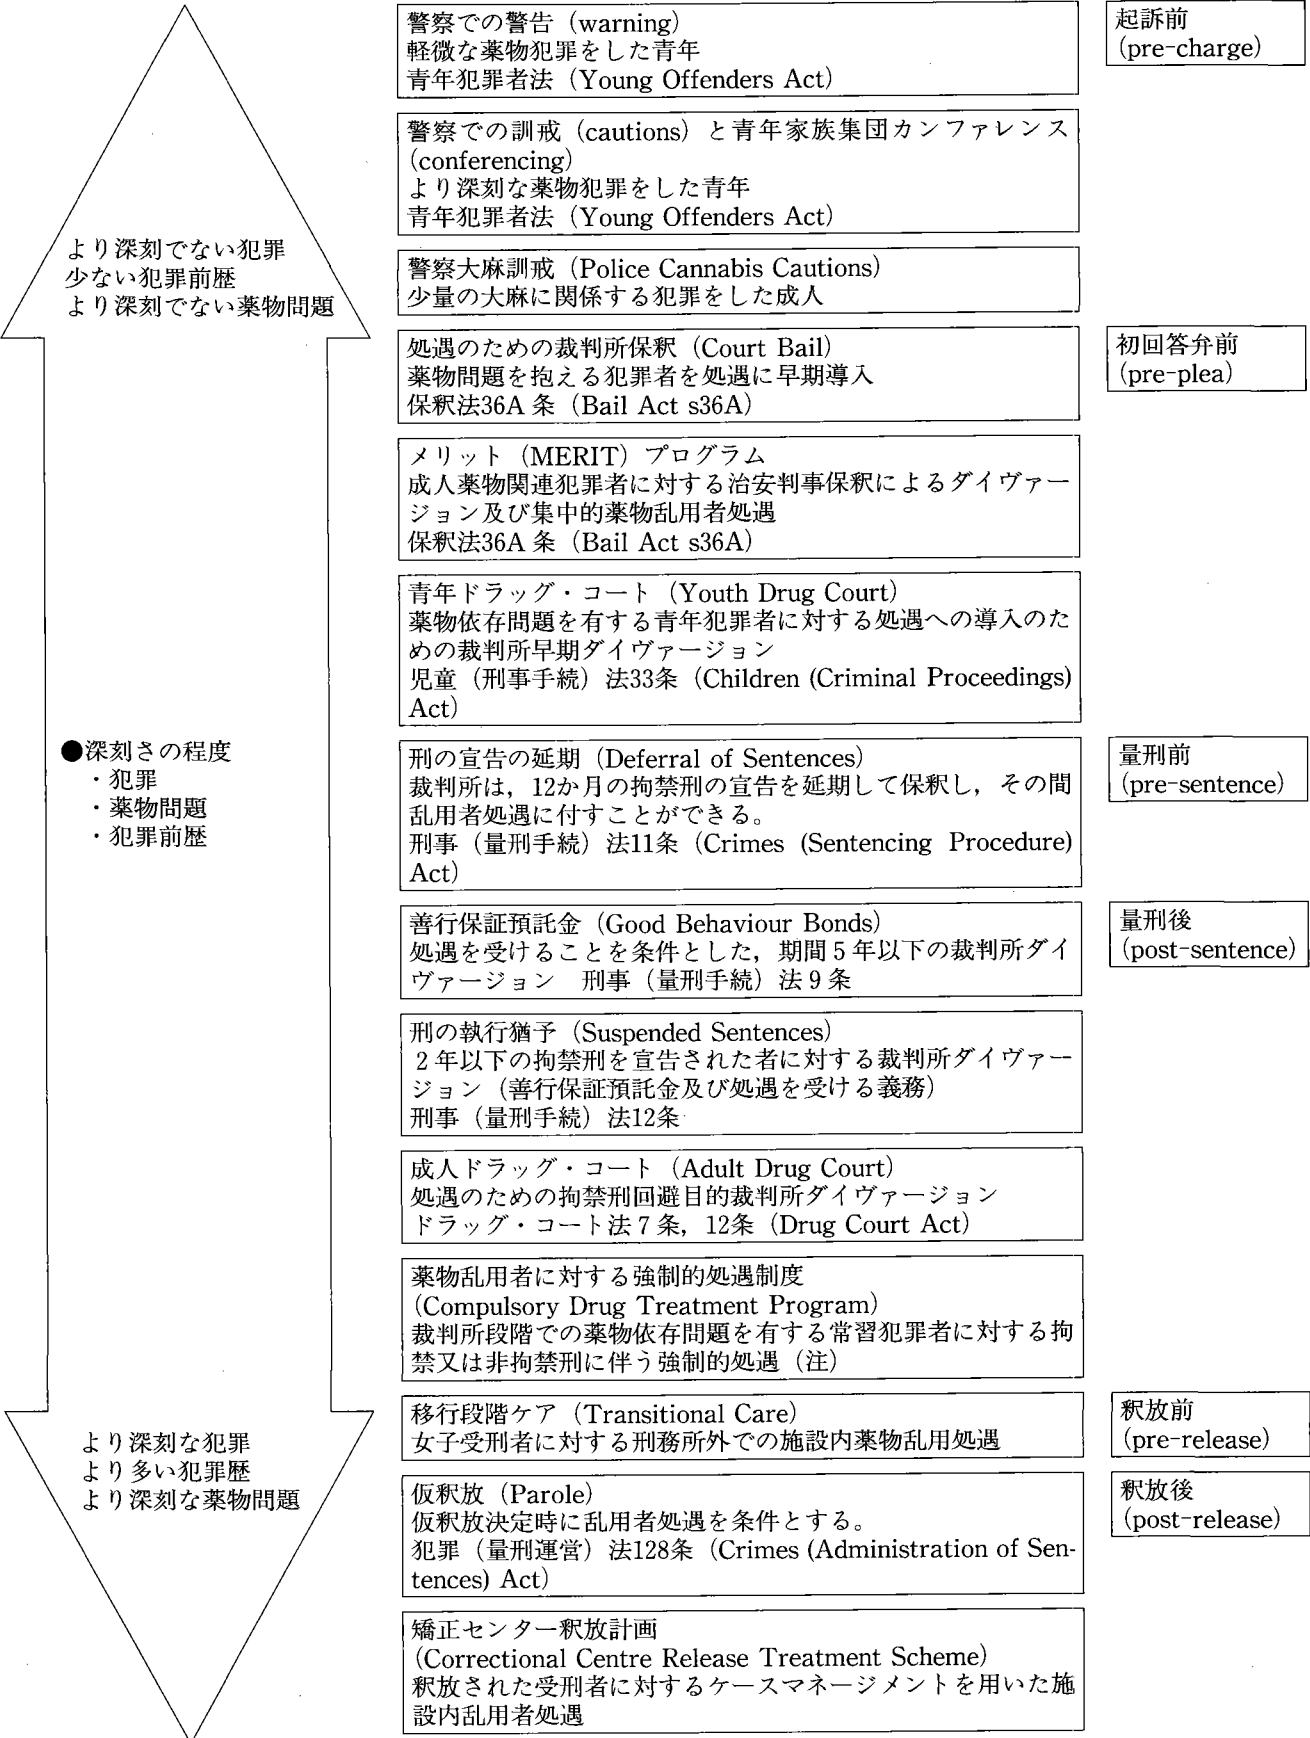 警察での警告（warning）
軽微な薬物犯罪をした青年
青年犯罪者法（Young Offenders Act）
起訴前
(pre-charge)
警察での訓戒（cautions）と青年家族集団カンファレンス
(conferencing)
より深刻な薬物犯罪をした青年
青年犯罪者法（Young Offenders Act）
より深刻でない犯罪
少ない犯罪前歴
より深刻でない薬物問題
警察大麻訓戒（Police Cannabis Cautions）
少量の大麻に関係する犯罪をした成人
処遇のための裁判所保釈（Court Bail）
薬物問題を抱える犯罪者を処遇に早期導入
保釈法36A 条（Bail Act s36A）
初回答弁前
(pre-plea)
メリット（MERIT）プログラム
成人薬物関連犯罪者に対する治安判事保釈によるダイヴァー
ジョン及び集中的薬物乱用者処遇
保釈法36A 条（Bail Act s36A）
青年ドラッグ・コート（Youth Drug Court）
薬物依存問題を有する青年犯罪者に対する処遇への導入のた
めの裁判所早期ダイヴァージョン
児童（刑事手続）法33条（Children (Criminal Proceedings)
Act）
●深刻さの程度
・犯罪
・薬物問題
・犯罪前歴
刑の宣告の延期（Deferral of Sentences）
裁判所は，12か月の拘禁刑の宣告を延期して保釈し，その間
乱用者処遇に付すことができる。
刑事（量刑手続）法11条（Crimes (Sentencing Procedure)
Act）
量刑前
(pre-sentence)
善行保証預託金（Good Behaviour Bonds）
処遇を受けることを条件とした，期間５年以下の裁判所ダイ
ヴァージョン　刑事（量刑手続）法９条
量刑後
(post-sentence)
刑の執行猶予（Suspended Sentences）
２年以下の拘禁刑を宣告された者に対する裁判所ダイヴァー
ジョン（善行保証預託金及び処遇を受ける義務）
刑事（量刑手続）法12条
成人ドラッグ・コート（Adult Drug Court）
処遇のための拘禁刑回避目的裁判所ダイヴァージョン
ドラッグ・コート法７条，12条（Drug Court Act）
薬物乱用者に対する強制的処遇制度
(Compulsory Drug Treatment Program)
裁判所段階での薬物依存問題を有する常習犯罪者に対する拘
禁又は非拘禁刑に伴う強制的処遇（注）
より深刻な犯罪
より多い犯罪歴
より深刻な薬物問題
移行段階ケア（Transitional Care）
女子受刑者に対する刑務所外での施設内薬物乱用処遇
釈放前
(pre-release)
仮釈放（Parole）
仮釈放決定時に乱用者処遇を条件とする。
犯罪（量刑運営）法128条（Crimes (Administration of Sen-
tences) Act）
釈放後
(post-release)
矯正センター釈放計画
(Correctional Centre Release Treatment Scheme)
釈放された受刑者に対するケースマネージメントを用いた施
設内乱用者処遇